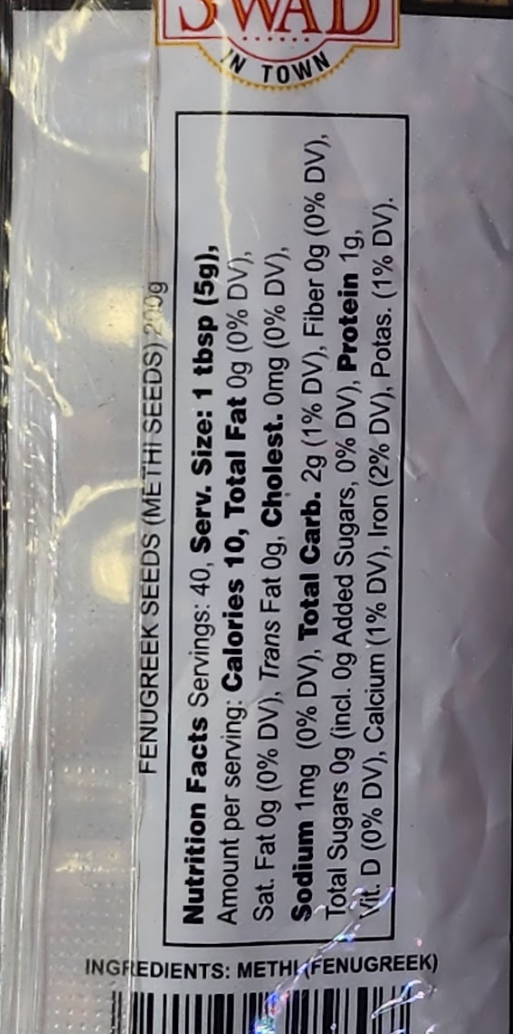 SWAD
IN TOWN
FENUGREEK SEEDS (METHI SEEDS) 200g
Nutrition Facts Servings: 40, Serv. Size: 1 tbsp (5g),
Amount per serving: Calories 10, Total Fat 0g (0% DV),
Sat. Fat 0g (0% DV), Trans Fat 0g, Cholest. 0mg (0% DV),
Sodium 1mg (0% DV), Total Carb. 2g (1% DV), Fiber 0g (0% DV),
Total Sugars 0g (incl. 0g Added Sugars, 0% DV), Protein 1g,
Vit. D (0% DV), Calcium (1% DV), Iron (2% DV), Potas. (1% DV).
INGREDIENTS: METHI (FENUGREEK)